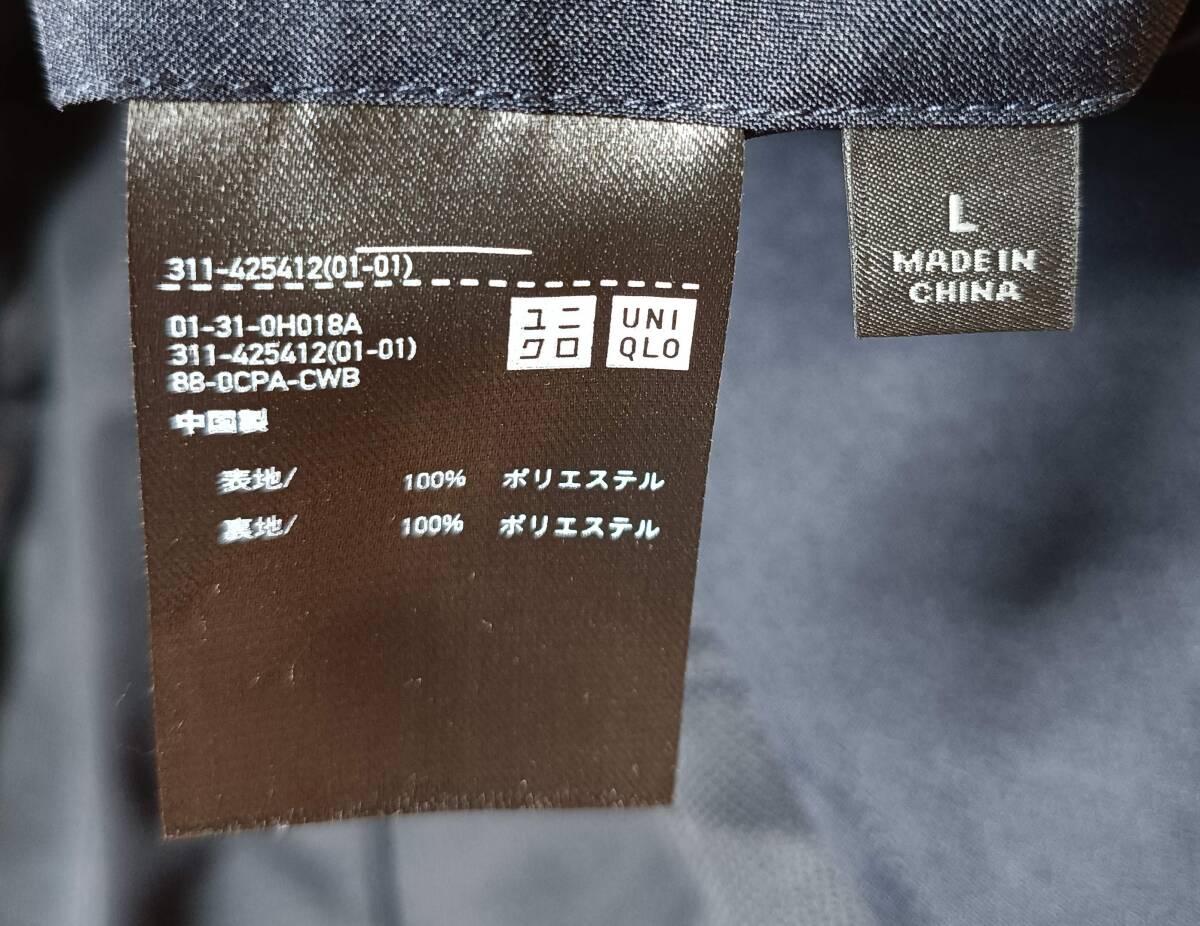 311-425412(01-01)
01-31-0H018A
311-425412(01-01)
88-0CPA-CWB
中国製
ユニ
クロ
UNI
QLO
表地/ 100% ポリエステル
裏地/ 100% ポリエステル
L
MADE IN
CHINA